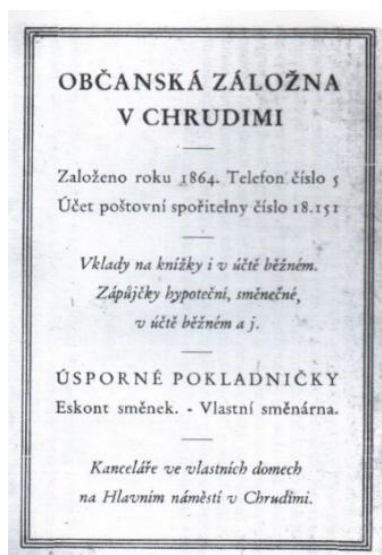 OBČANSKÁ ZÁLOŽNA
V CHRUDIMI
Založeno roku 1864. Telefon číslo 5
Účet poštovní spořitelny číslo 18.151
Vklady na knížky i v účtě běžném.
Zápůjčky hypoteční, směnečné,
v účtě běžném a j.
ÚSPORNÉ POKLADNIČKY
Eskont směnek. - Vlastní směnárna.
Kanceláře ve vlastních domech
na Hlavním náměstí v Chrudimi.